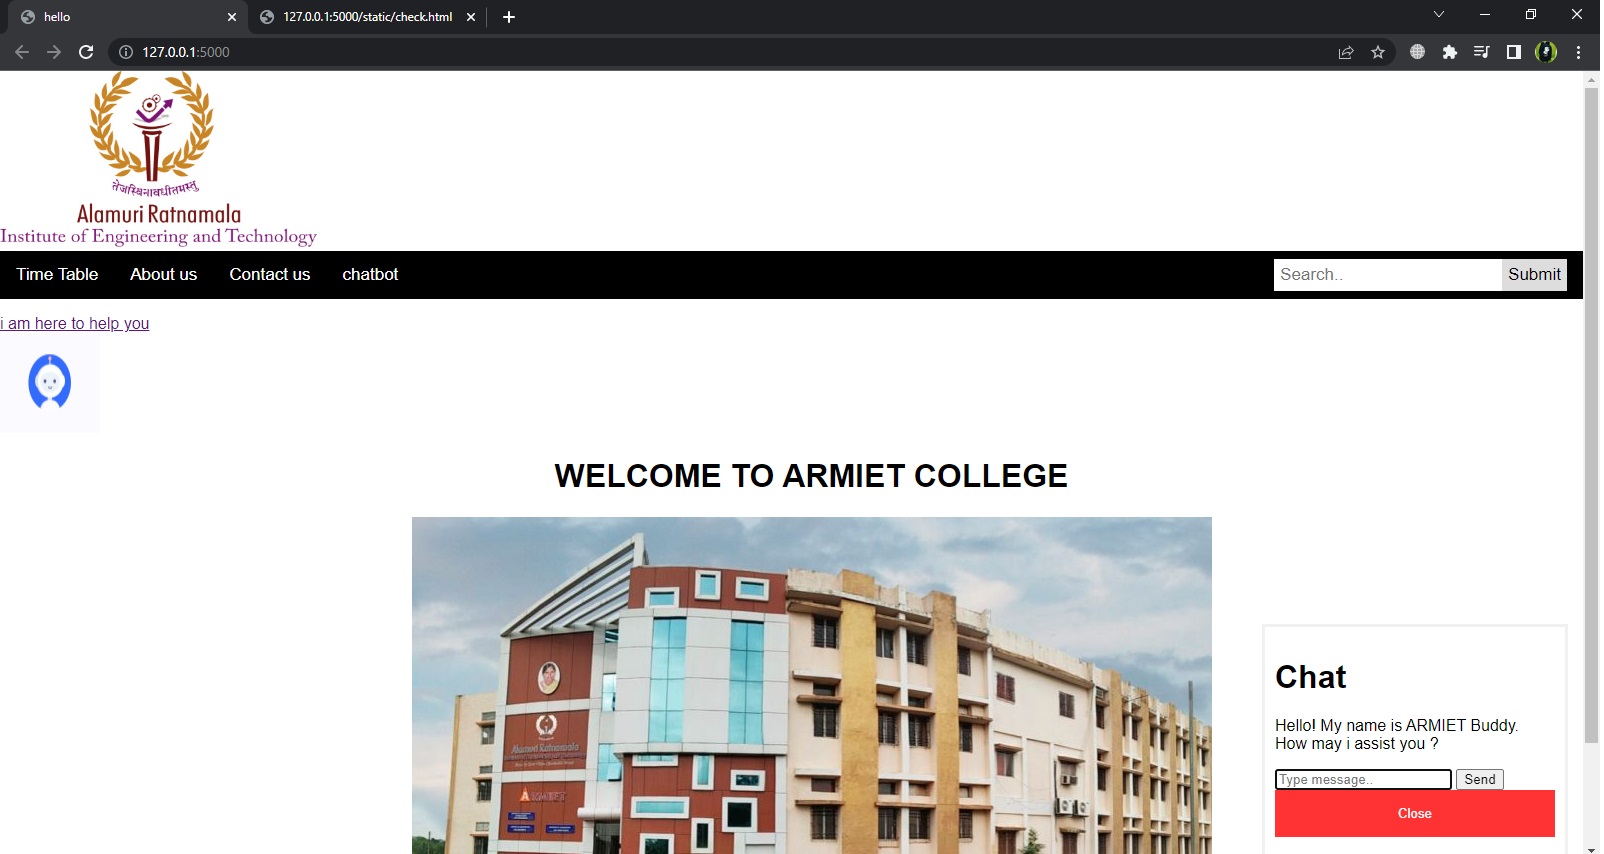 hello
127.0.0.1:5000/static/check.html
127.0.0.1:5000
तेजस्विनावधीतमस्तु
Alamuri Ratnamala
Institute of Engineering and Technology
Time Table About us Contact us chatbot
Search.. Submit
i am here to help you
WELCOME TO ARMIET COLLEGE
Alamuri Ratnamala
ARMIET
Chat
Hello! My name is ARMIET Buddy.
How may i assist you ?
Type message.. Send
Close